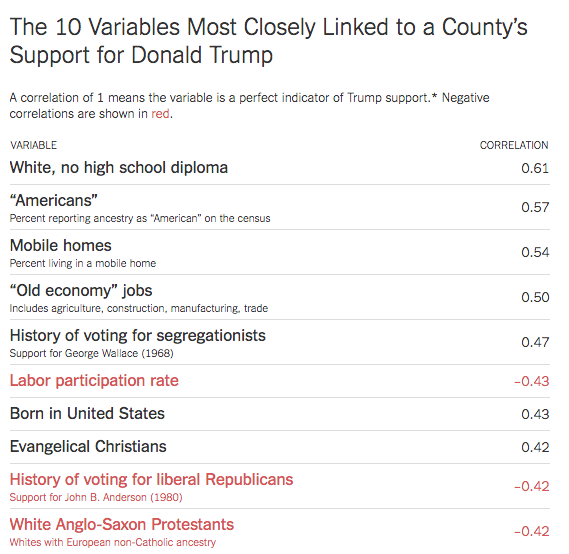 The 10 Variables Most Closely Linked to a County’s
Support for Donald Trump
A correlation of 1 means the variable is a perfect indicator of Trump support.* Negative
correlations are shown in red.
VARIABLE CORRELATION
White, no high school diploma 0.61
“Americans” 0.57
Percent reporting ancestry as “American” on the census
Mobile homes 0.54
Percent living in a mobile home
“Old economy” jobs 0.50
Includes agriculture, construction, manufacturing, trade
History of voting for segregationists 0.47
Support for George Wallace (1968)
Labor participation rate –0.43
Born in United States 0.43
Evangelical Christians 0.42
History of voting for liberal Republicans –0.42
Support for John B. Anderson (1980)
White Anglo-Saxon Protestants –0.42
Whites with European non-Catholic ancestry